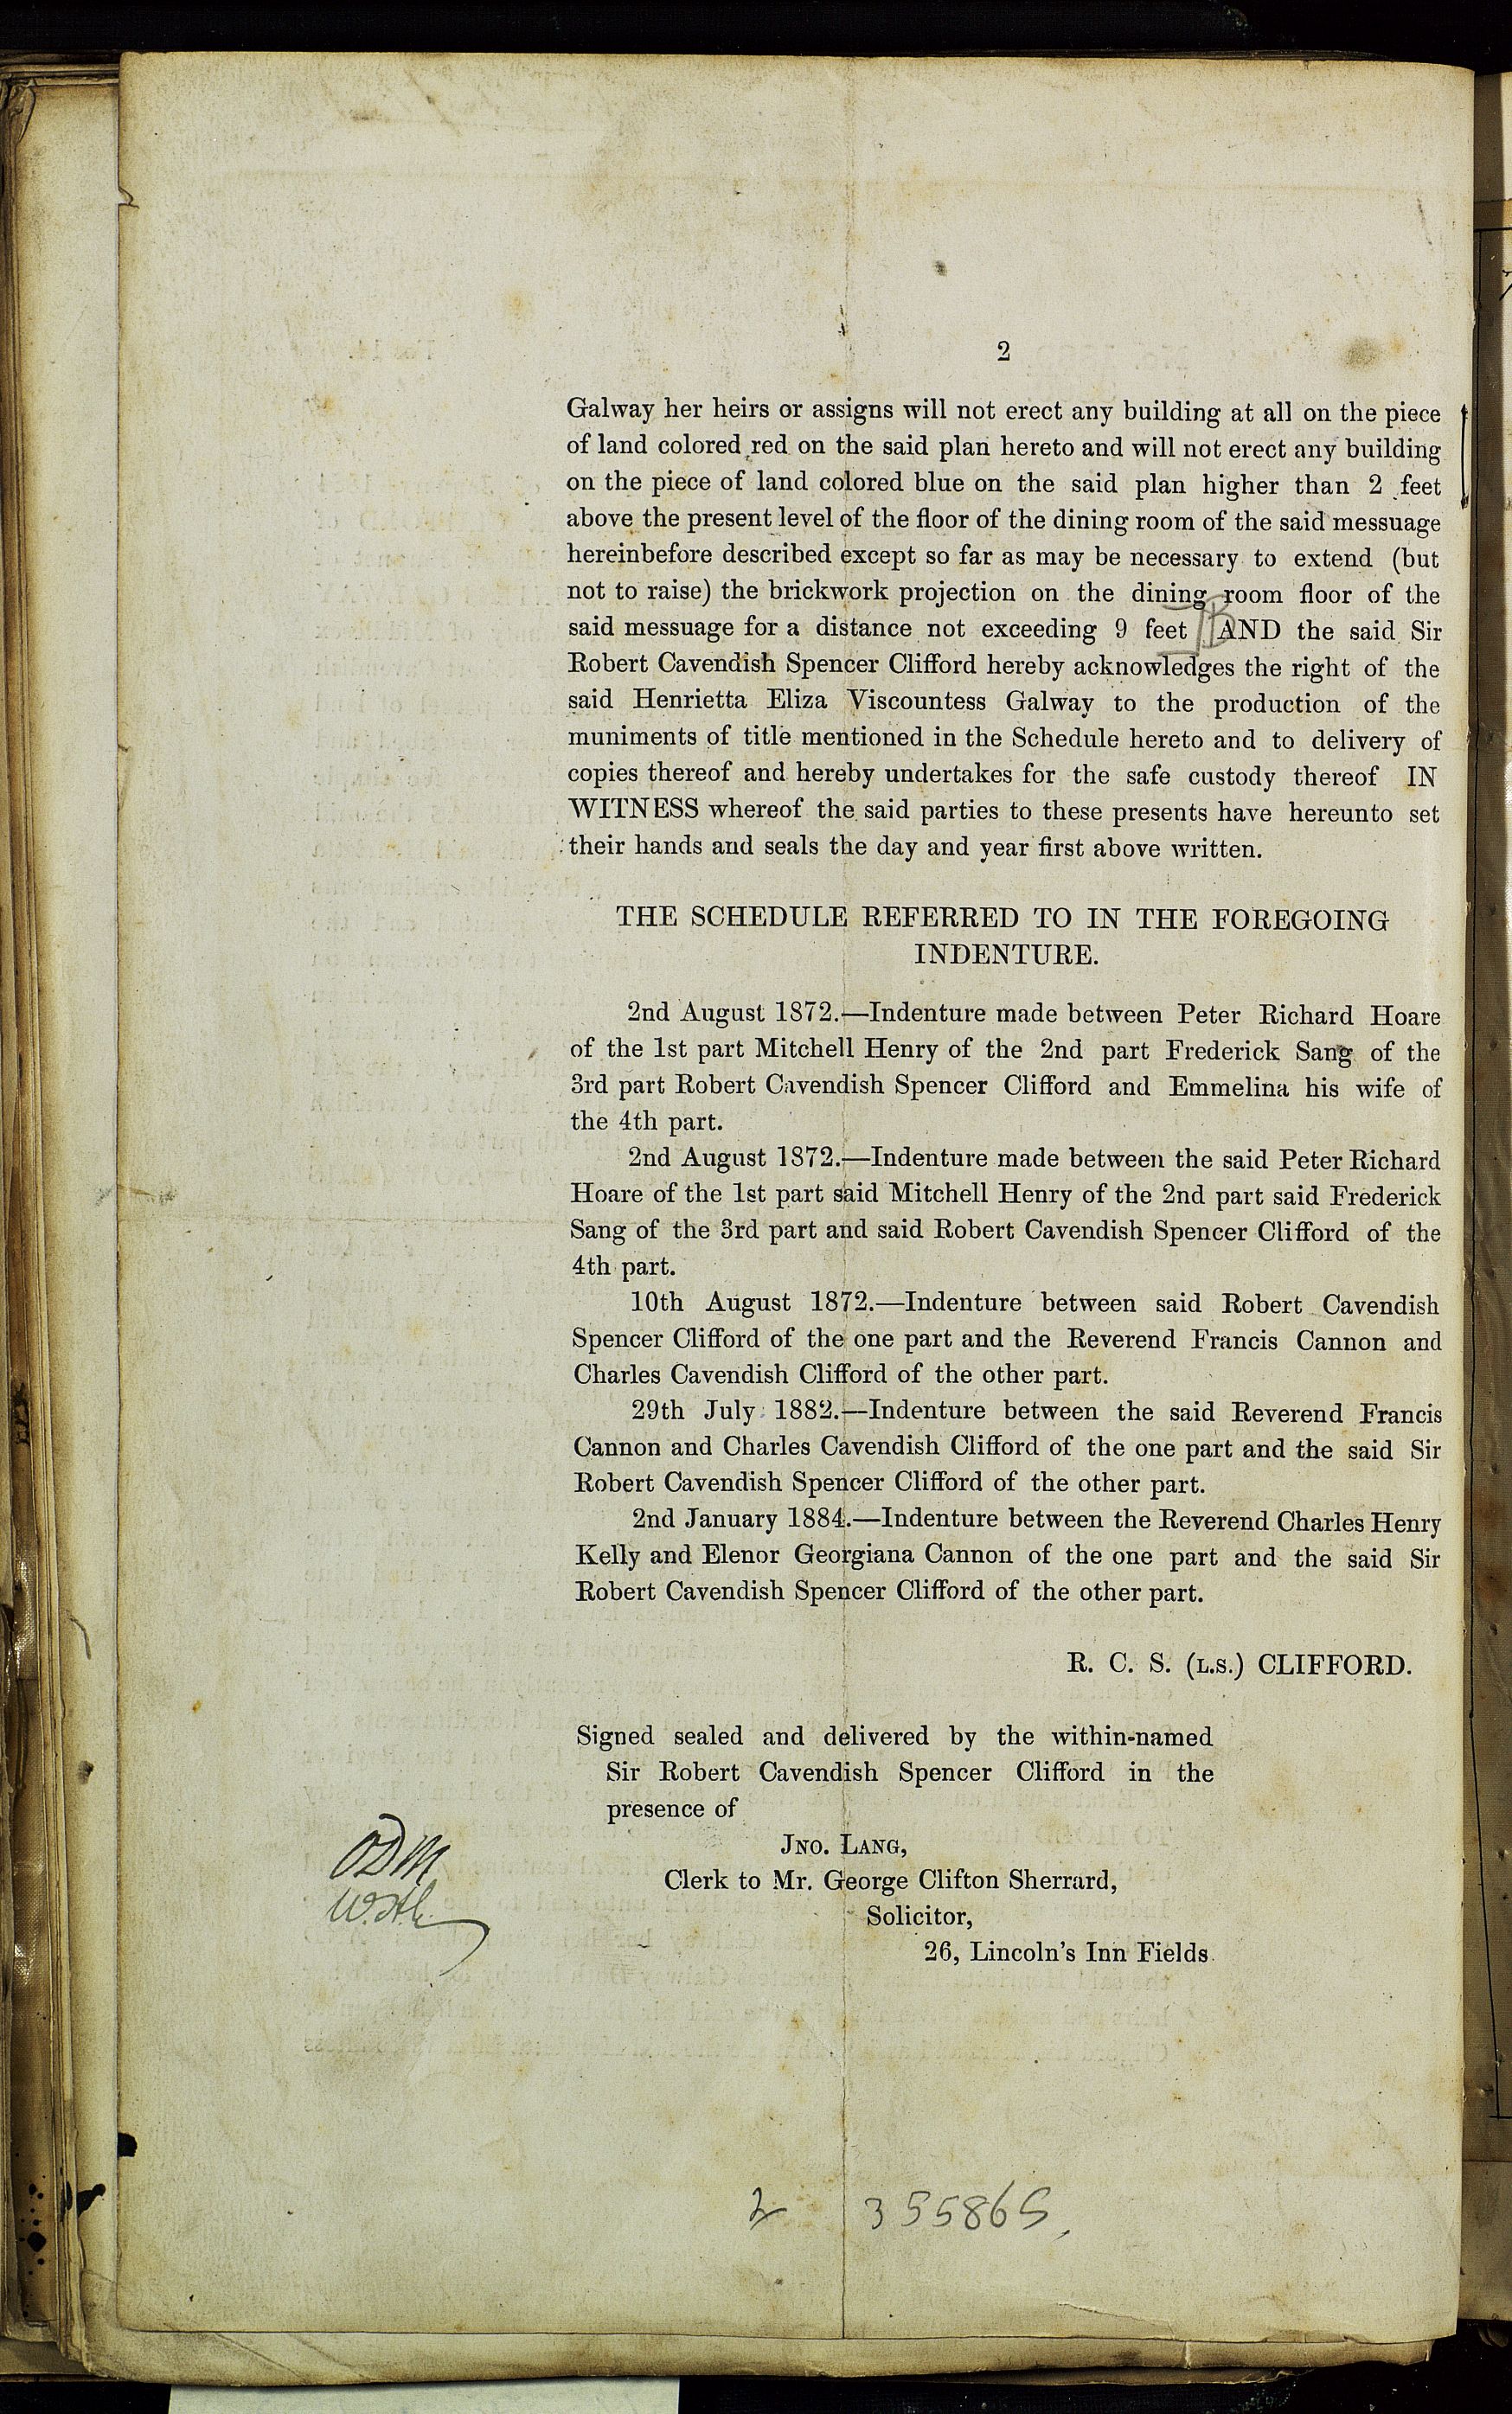 2
Galway her heirs or assigns will not erect any building at all on the piece
of land colored red on the said plan hereto and will not erect any building
on the piece of land colored blue on the said plan higher than 2 feet
above the present level of the floor of the dining room of the said messuage
hereinbefore described except so far as may be necessary to extend (but
not to raise) the brickwork projection on the dining room floor of the
said messuage for a distance not exceeding 9 feet AND the said Sir
Robert Cavendish Spencer Clifford hereby acknowledges the right of the
said Henrietta Eliza Viscountess Galway to the production of the
muniments of title mentioned in the Schedule hereto and to delivery of
copies thereof and hereby undertakes for the safe custody thereof IN
WITNESS whereof the said parties to these presents have hereunto set
their hands and seals the day and year first above written.
THE SCHEDULE REFERRED TO IN THE FOREGOING
INDENTURE.
2nd August 1872.—Indenture made between Peter Richard Hoare
of the 1st part Mitchell Henry of the 2nd part Frederick Sang of the
3rd part Robert Cavendish Spencer Clifford and Emmelina his wife of
the 4th part.
2nd August 1872.—Indenture made between the said Peter Richard
Hoare of the 1st part said Mitchell Henry of the 2nd part said Frederick
Sang of the 3rd part and said Robert Cavendish Spencer Clifford of the
4th part.
10th August 1872.—Indenture between said Robert Cavendish
Spencer Clifford of the one part and the Reverend Francis Cannon and
Charles Cavendish Clifford of the other part.
29th July 1882.—Indenture between the said Reverend Francis
Cannon and Charles Cavendish Clifford of the one part and the said Sir
Robert Cavendish Spencer Clifford of the other part.
2nd January 1884.—Indenture between the Reverend Charles Henry
Kelly and Elenor Georgiana Cannon of the one part and the said Sir
Robert Cavendish Spencer Clifford of the other part.
R. C. S. (L.S.) CLIFFORD.
Signed sealed and delivered by the within-named
Sir Robert Cavendish Spencer Clifford in the
presence of
JNO. LANG,
Clerk to Mr. George Clifton Sherrard,
Solicitor,
26, Lincoln's Inn Fields.
ODM
2 355865